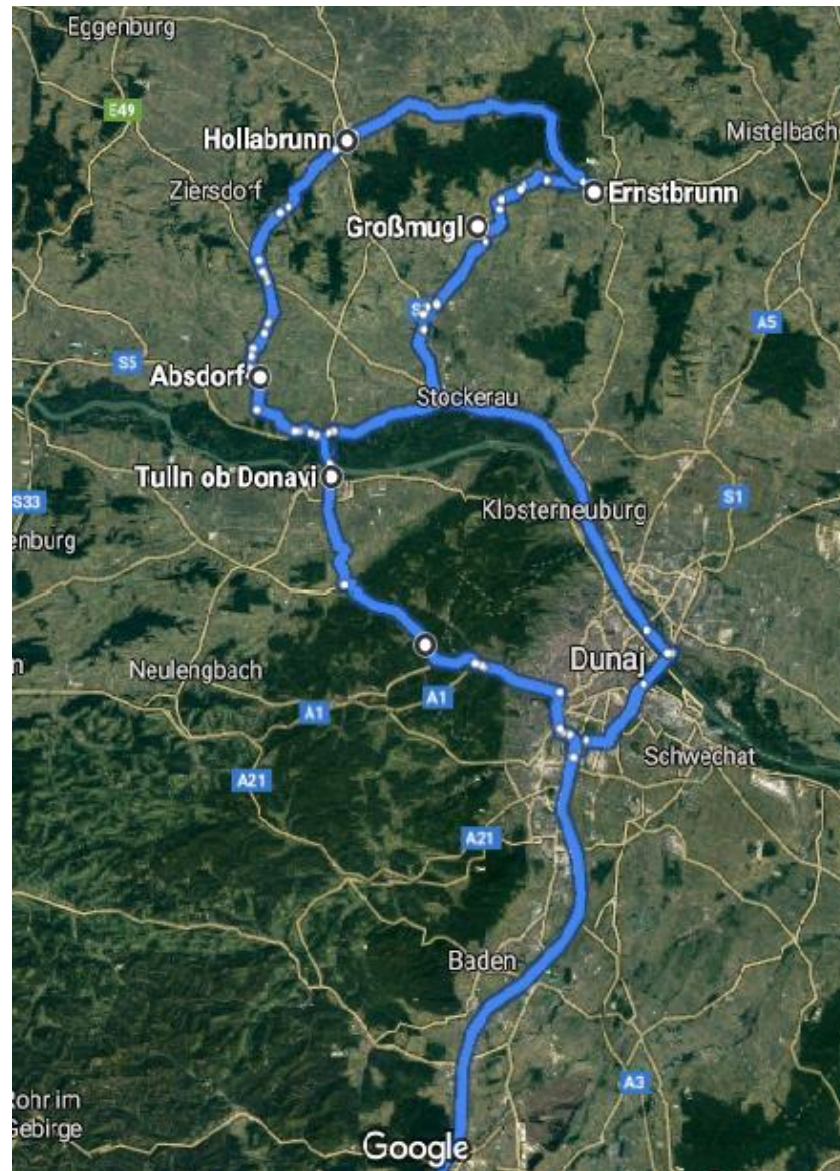 Eggenburg
E49
Hollabrunn
Mistelbach
Ziersdorf
Ernstbrunn
Großmugl
A5
S5
Absdorf
Stockerau
Tulln ob Donavi
S33
S1
enburg
Klosterneuburg
Dunaj
Neulengbach
n
A1
A1
Schwechat
A21
A21
Baden
A3
Rohr im
Gebirge
Google